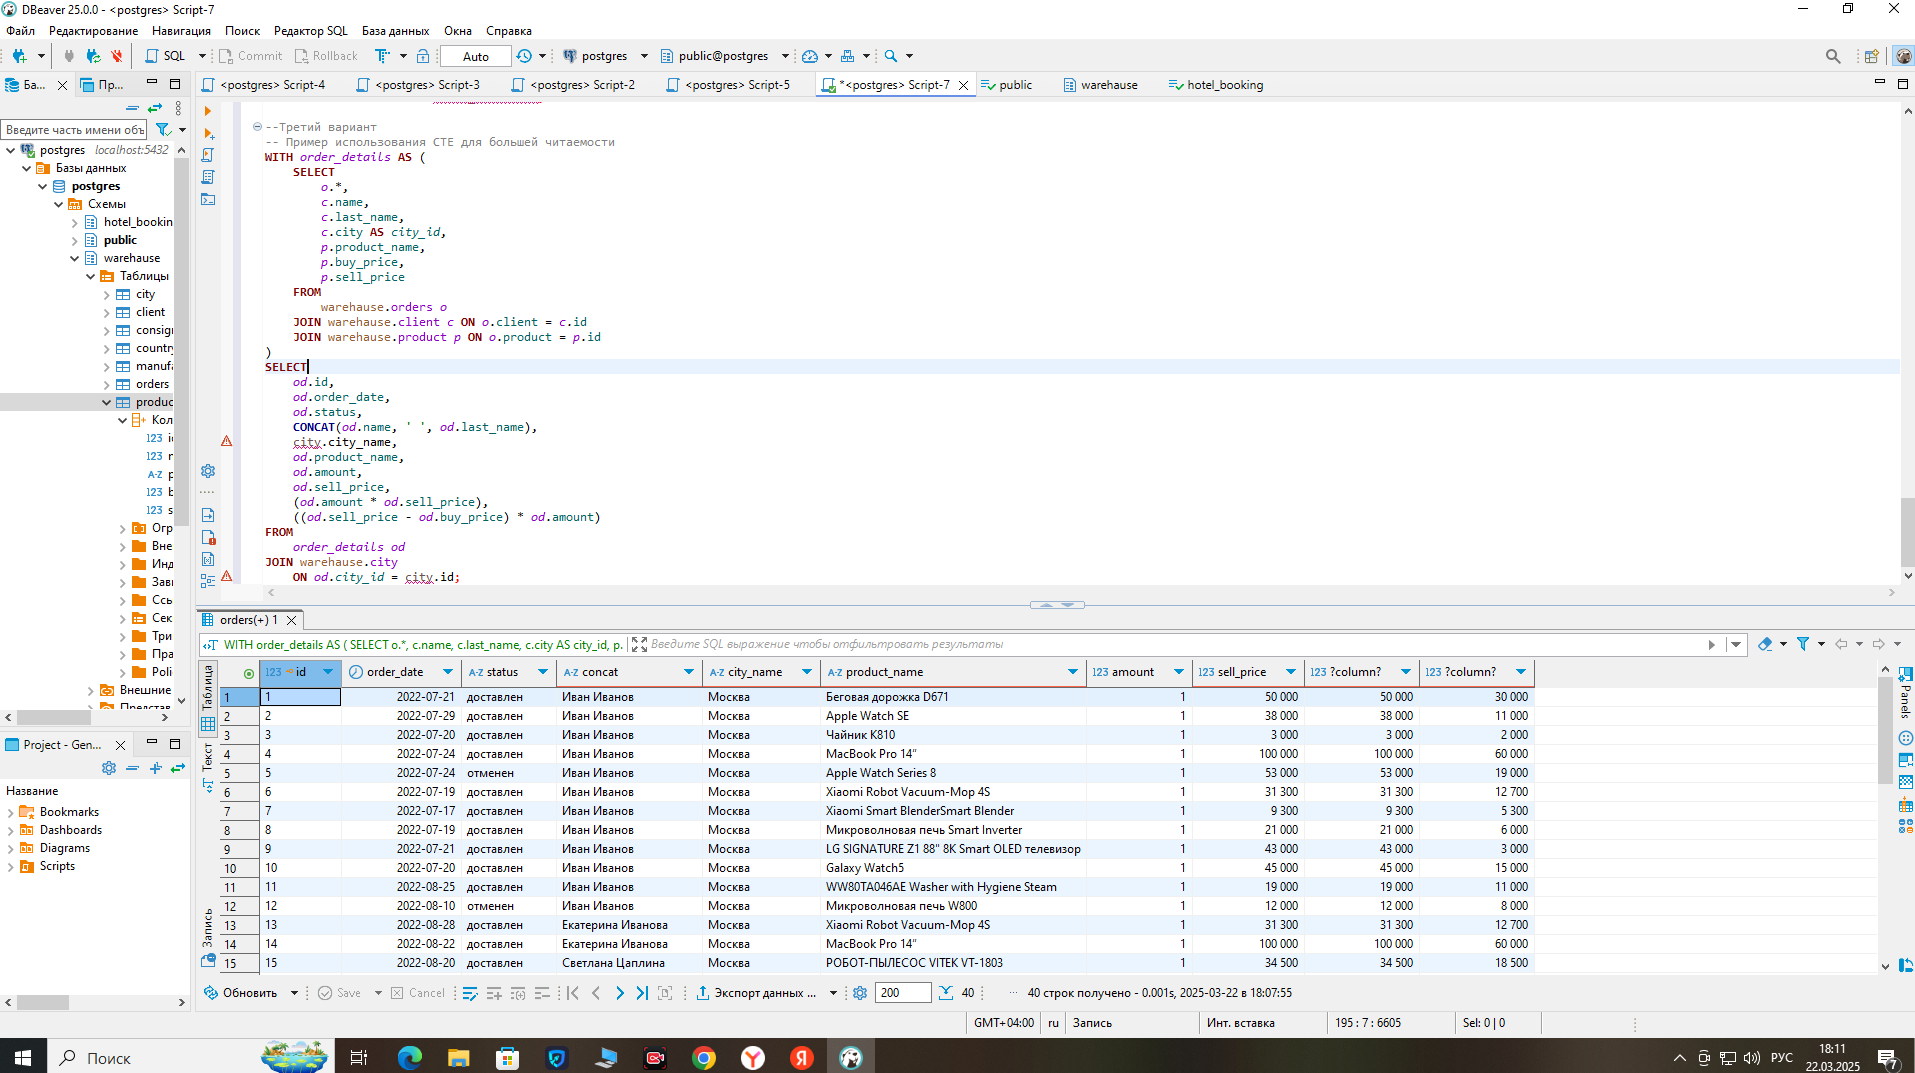 DBeaver 25.0.0 - <postgres> Script-7
Файл Редактирование Навигация Поиск Редактор SQL База данных Окна Справка
SQL Commit Rollback Auto postgres public@postgres
Ба... Пр...
<postgres> Script-4 <postgres> Script-3 <postgres> Script-2 <postgres> Script-5 *<postgres> Script-7 public warehause hotel_booking
Введите часть имени объ
postgres localhost:5432
Базы данных
postgres
Схемы
hotel_bookin
public
warehause
Таблицы
city
client
consign
country
manufa
orders
produc
Кол
123
123
A-Z
123
123 s
Огр
Вне
Инд
Зави
Ссы
Сек
Три
Пра
Poli
Внешние
Представ
--Третий вариант
-- Пример использования CTE для большей читаемости
WITH order_details AS (
SELECT
o.*,
c.name,
c.last_name,
c.city AS city_id,
p.product_name,
p.buy_price,
p.sell_price
FROM
warehause.orders o
JOIN warehause.client c ON o.client = c.id
JOIN warehause.product p ON o.product = p.id
)
SELECT
od.id,
od.order_date,
od.status,
CONCAT(od.name, ' ', od.last_name),
city.city_name,
od.product_name,
od.amount,
od.sell_price,
(od.amount * od.sell_price),
((od.sell_price - od.buy_price) * od.amount)
FROM
order_details od
JOIN warehause.city
ON od.city_id = city.id;
orders(+) 1
WITH order_details AS ( SELECT o.*, c.name, c.last_name, c.city AS city_id, p. Введите SQL выражение чтобы отфильтровать результаты
Таблица
Текст
Запись
Panels
123 id order_date A-Z status A-Z concat A-Z city_name A-Z product_name 123 amount 123 sell_price 123 ?column? 123 ?column?
1 1 2022-07-21 доставлен Иван Иванов Москва Беговая дорожка D671 1 50 000 50 000 30 000
2 2 2022-07-29 доставлен Иван Иванов Москва Apple Watch SE 1 38 000 38 000 11 000
3 3 2022-07-20 доставлен Иван Иванов Москва Чайник K810 1 3 000 3 000 2 000
4 4 2022-07-24 доставлен Иван Иванов Москва MacBook Pro 14" 1 100 000 100 000 60 000
5 5 2022-07-24 отменен Иван Иванов Москва Apple Watch Series 8 1 53 000 53 000 19 000
6 6 2022-07-19 доставлен Иван Иванов Москва Xiaomi Robot Vacuum-Mop 4S 1 31 300 31 300 12 700
7 7 2022-07-17 доставлен Иван Иванов Москва Xiaomi Smart BlenderSmart Blender 1 9 300 9 300 5 300
8 8 2022-07-19 доставлен Иван Иванов Москва Микроволновая печь Smart Inverter 1 21 000 21 000 6 000
9 9 2022-07-21 доставлен Иван Иванов Москва LG SIGNATURE Z1 88" 8K Smart OLED телевизор 1 43 000 43 000 3 000
10 10 2022-07-20 доставлен Иван Иванов Москва Galaxy Watch5 1 45 000 45 000 15 000
11 11 2022-08-25 доставлен Иван Иванов Москва WW80TA046AE Washer with Hygiene Steam 1 19 000 19 000 11 000
12 12 2022-08-10 отменен Иван Иванов Москва Микроволновая печь W800 1 12 000 12 000 8 000
13 13 2022-08-28 доставлен Екатерина Иванова Москва Xiaomi Robot Vacuum-Mop 4S 1 31 300 31 300 12 700
14 14 2022-08-22 доставлен Екатерина Иванова Москва MacBook Pro 14" 1 100 000 100 000 60 000
15 15 2022-08-20 доставлен Светлана Цаплина Москва РОБОТ-ПЫЛЕСОС VITEK VT-1803 1 34 500 34 500 18 500
Project - Gen...
Название
Bookmarks
Dashboards
Diagrams
Scripts
Обновить Save Cancel Экспорт данных ... 200 40 40 строк получено - 0.001s, 2025-03-22 в 18:07:55
GMT+04:00 ru Запись Инт. вставка 195 : 7 : 6605 Sel: 0 | 0
Поиск
РУС
18:11
22.03.2025
7